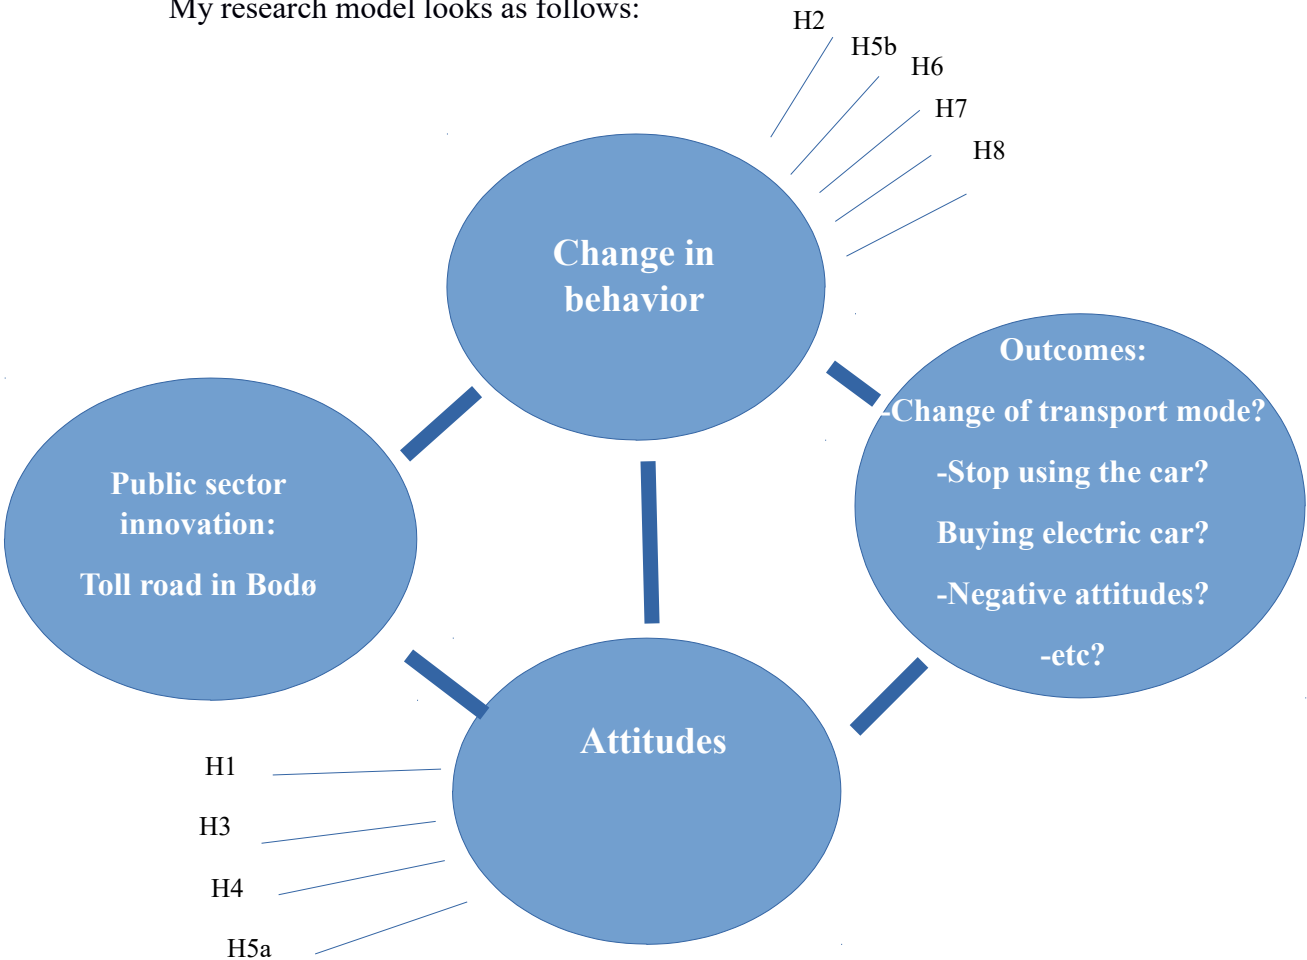 My research model looks as follows:
H2
H5b
H6
H7
H8
Change in
behavior
Outcomes:
-Change of transport mode?
-Stop using the car?
Buying electric car?
-Negative attitudes?
-etc?
Public sector
innovation:
Toll road in Bodø
Attitudes
H1
H3
H4
H5a